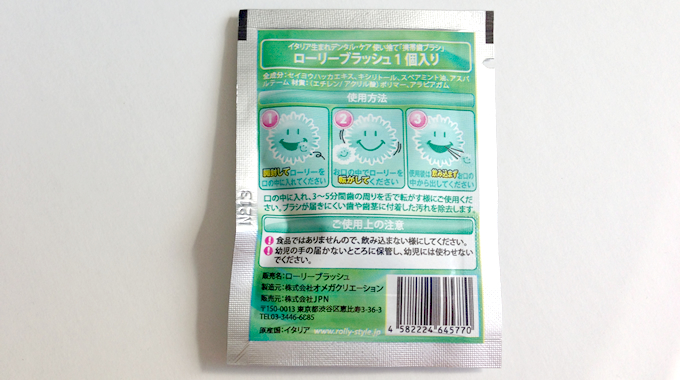 イタリア生まれデンタル・ケア 使い捨て「携帯歯ブラシ」
ローリーブラッシュ1個入り
全成分：セイヨウハッカエキス、キシリトール、スペアミント油、アスパ
ルテーム 材質：（エチレン/アクリル酸）ポリマー、アラビアガム
使用方法
1
2
3
開封してローリーを
口の中に入れてください
お口の中でローリーを
転がしてください
使用後は飲み込まずお口の
中から出してください
口の中に入れ、3〜5分間歯の周りを舌で転がす様にご使用くだ
さい。ブラシが届きにくい歯や歯茎に付着した汚れを除去します。
ご使用上の注意
! 食品ではありませんので、飲み込まない様にしてください。
! 幼児の手の届かないところに保管し、幼児には使わせない
でください。
販売名：ローリーブラッシュ
製造元：株式会社オメガクリエーション
販売元：株式会社JPN
〒150-0013 東京都渋谷区恵比寿3-36-3
TEL03-3446-6085
原産国：イタリア
www.rolly-style.jp
4 582224 645770